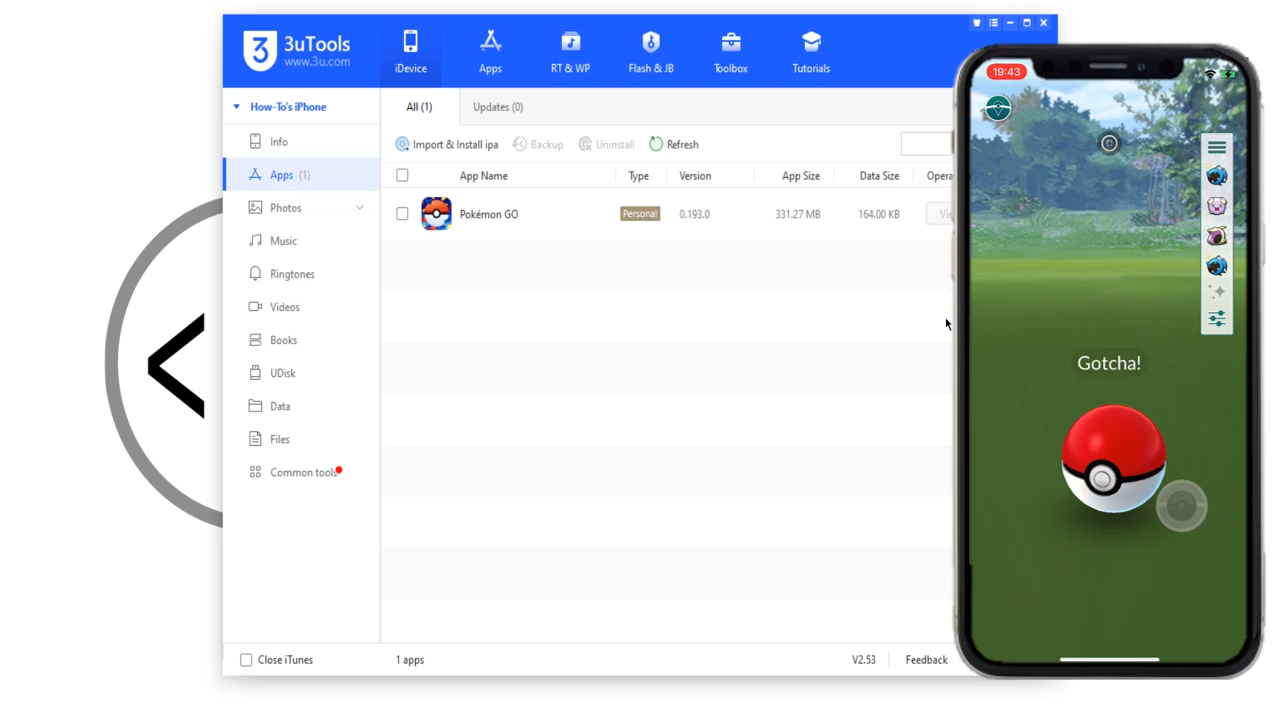 3uTools
www.3u.com
iDevice
Apps
RT & WP
Flash & JB
Toolbox
Tutorials
How-To's iPhone
Info
Apps (1)
Photos
Music
Ringtones
Videos
Books
UDisk
Data
Files
Common tools
Close iTunes
All (1)
Updates (0)
Import & Install ipa
Backup
Uninstall
Refresh
App Name
Type
Version
App Size
Data Size
Pokémon GO
Personal
0.193.0
331.27 MB
164.00 KB
1 apps
V2.53
Feedback
19:43
Gotcha!